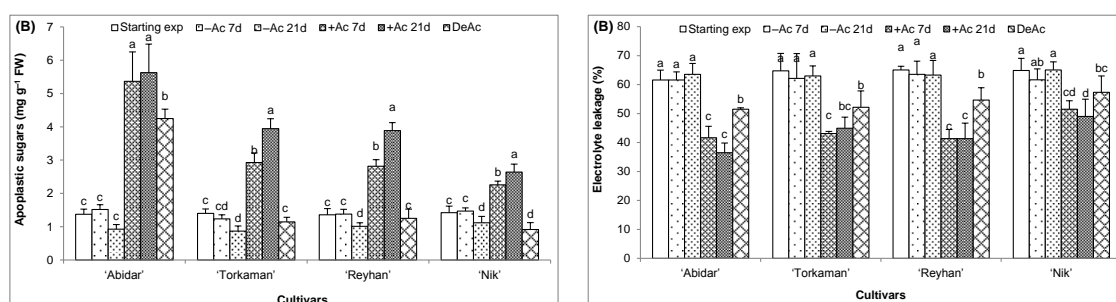 (B)
Starting exp –Ac 7d –Ac 21d +Ac 7d +Ac 21d DeAc
Apoplastic sugars (mg g⁻¹ FW)
7
6
5
4
3
2
1
0
c c c a a b
c cd d b a c
c c d b a c
c c d b a d
'Abidar' 'Torkaman' 'Reyhan' 'Nik'
Cultivars
(B)
Starting exp –Ac 7d –Ac 21d +Ac 7d +Ac 21d DeAc
Electrolyte leakage (%)
80
70
60
50
40
30
20
10
0
a a a c c b
a a a c bc b
a a a c c b
a ab a cd d bc
'Abidar' 'Torkaman' 'Reyhan' 'Nik'
Cultivars